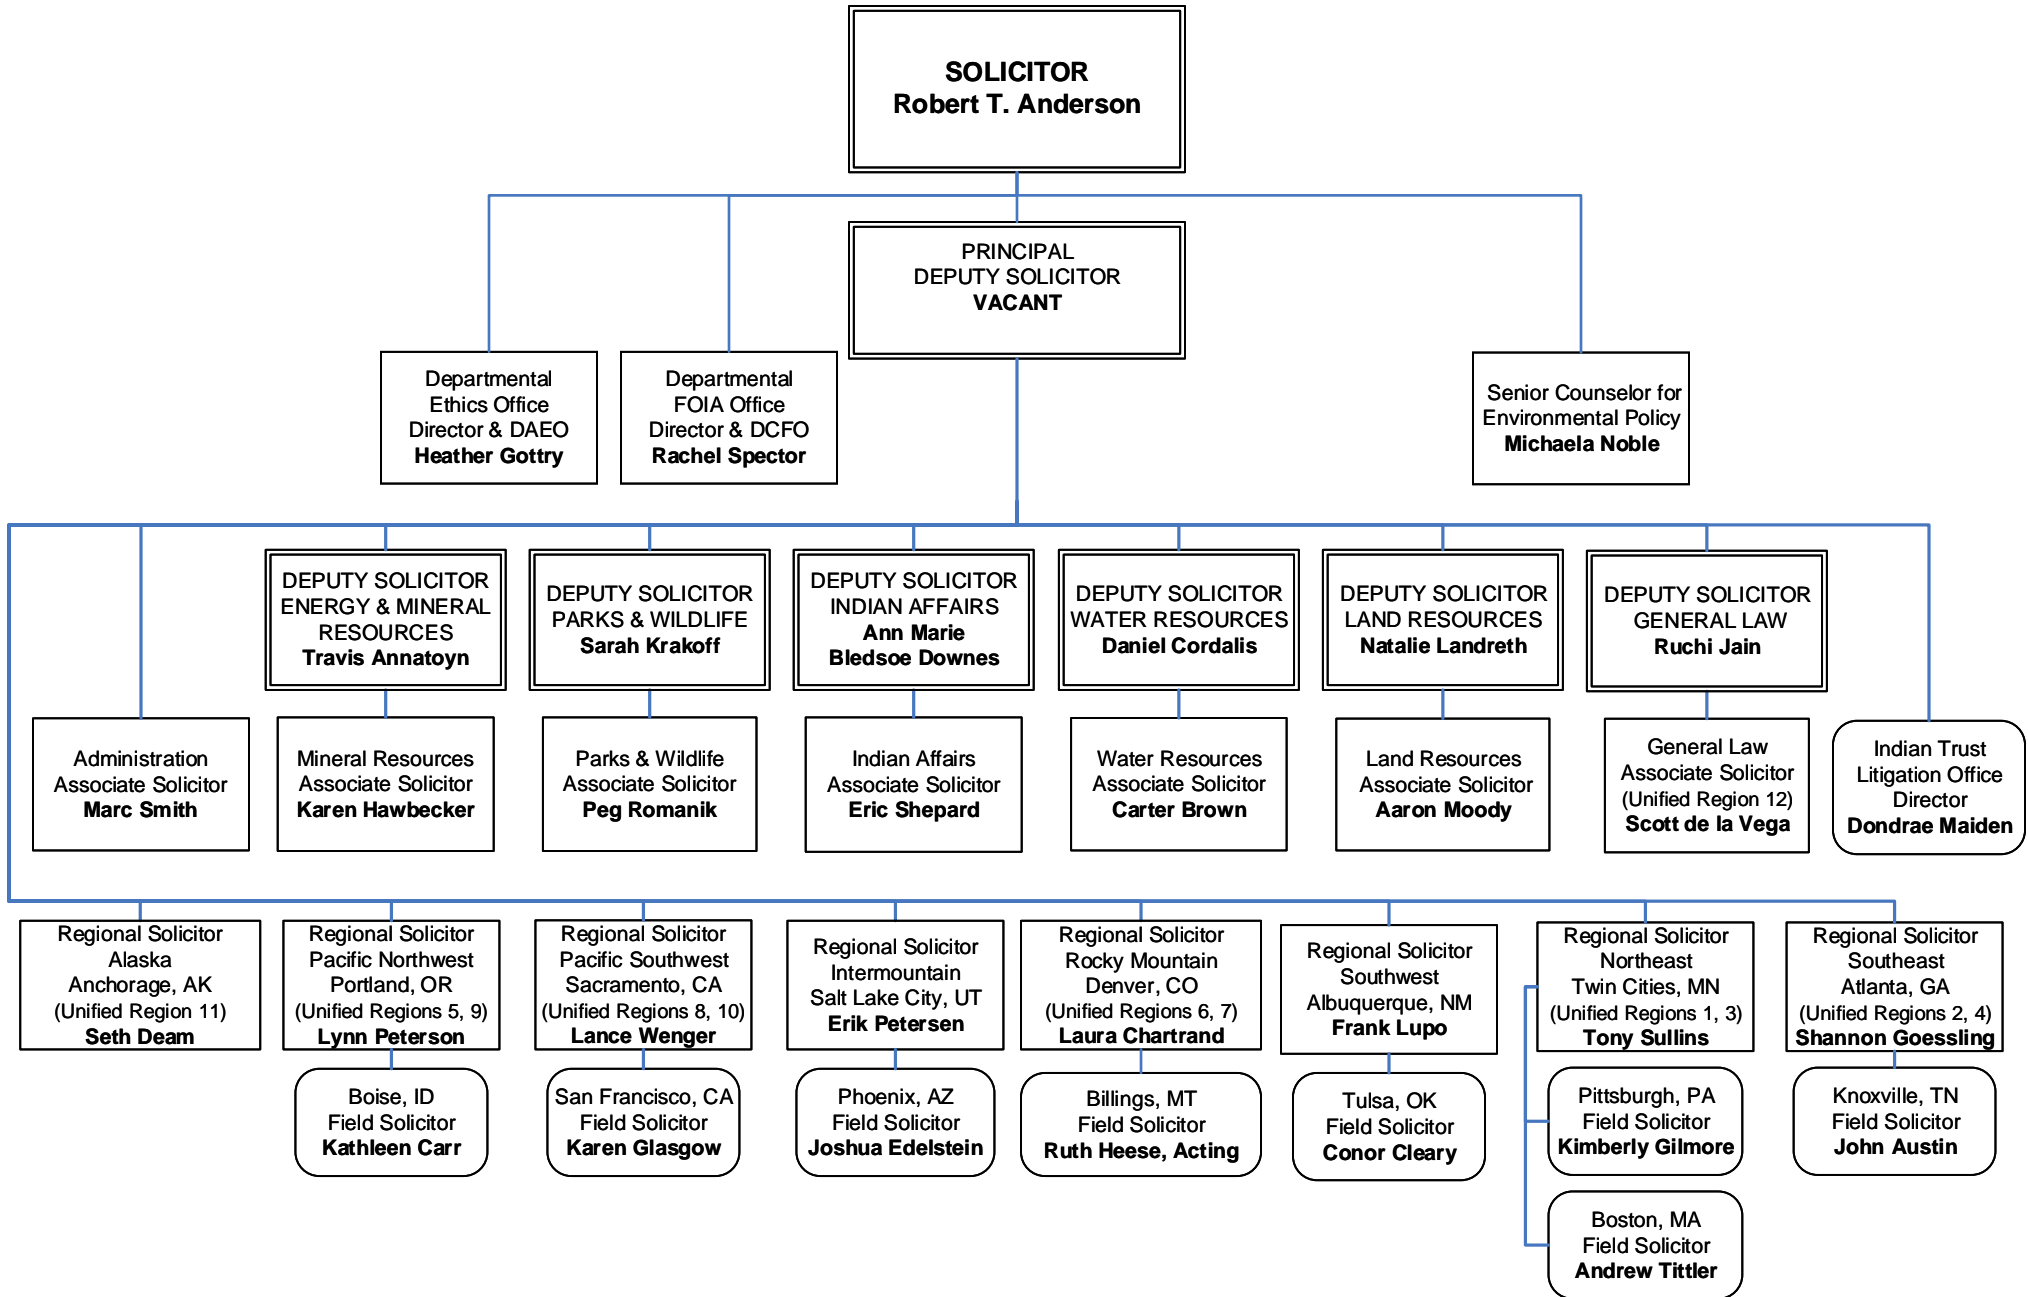 SOLICITOR
Robert T. Anderson
PRINCIPAL
DEPUTY SOLICITOR
VACANT
Departmental
Ethics Office
Director & DAEO
Heather Gottry
Departmental
FOIA Office
Director & DCFO
Rachel Spector
Senior Counselor for
Environmental Policy
Michaela Noble
DEPUTY SOLICITOR
ENERGY & MINERAL
RESOURCES
Travis Annatoyn
DEPUTY SOLICITOR
PARKS & WILDLIFE
Sarah Krakoff
DEPUTY SOLICITOR
INDIAN AFFAIRS
Ann Marie
Bledsoe Downes
DEPUTY SOLICITOR
WATER RESOURCES
Daniel Cordalis
DEPUTY SOLICITOR
LAND RESOURCES
Natalie Landreth
DEPUTY SOLICITOR
GENERAL LAW
Ruchi Jain
Administration
Associate Solicitor
Marc Smith
Mineral Resources
Associate Solicitor
Karen Hawbecker
Parks & Wildlife
Associate Solicitor
Peg Romanik
Indian Affairs
Associate Solicitor
Eric Shepard
Water Resources
Associate Solicitor
Carter Brown
Land Resources
Associate Solicitor
Aaron Moody
General Law
Associate Solicitor
(Unified Region 12)
Scott de la Vega
Indian Trust
Litigation Office
Director
Dondrae Maiden
Regional Solicitor
Alaska
Anchorage, AK
(Unified Region 11)
Seth Deam
Regional Solicitor
Pacific Northwest
Portland, OR
(Unified Regions 5, 9)
Lynn Peterson
Regional Solicitor
Pacific Southwest
Sacramento, CA
(Unified Regions 8, 10)
Lance Wenger
Regional Solicitor
Intermountain
Salt Lake City, UT
Erik Petersen
Regional Solicitor
Rocky Mountain
Denver, CO
(Unified Regions 6, 7)
Laura Chartrand
Regional Solicitor
Southwest
Albuquerque, NM
Frank Lupo
Regional Solicitor
Northeast
Twin Cities, MN
(Unified Regions 1, 3)
Tony Sullins
Regional Solicitor
Southeast
Atlanta, GA
(Unified Regions 2, 4)
Shannon Goessling
Boise, ID
Field Solicitor
Kathleen Carr
San Francisco, CA
Field Solicitor
Karen Glasgow
Phoenix, AZ
Field Solicitor
Joshua Edelstein
Billings, MT
Field Solicitor
Ruth Heese, Acting
Tulsa, OK
Field Solicitor
Conor Cleary
Pittsburgh, PA
Field Solicitor
Kimberly Gilmore
Knoxville, TN
Field Solicitor
John Austin
Boston, MA
Field Solicitor
Andrew Tittler